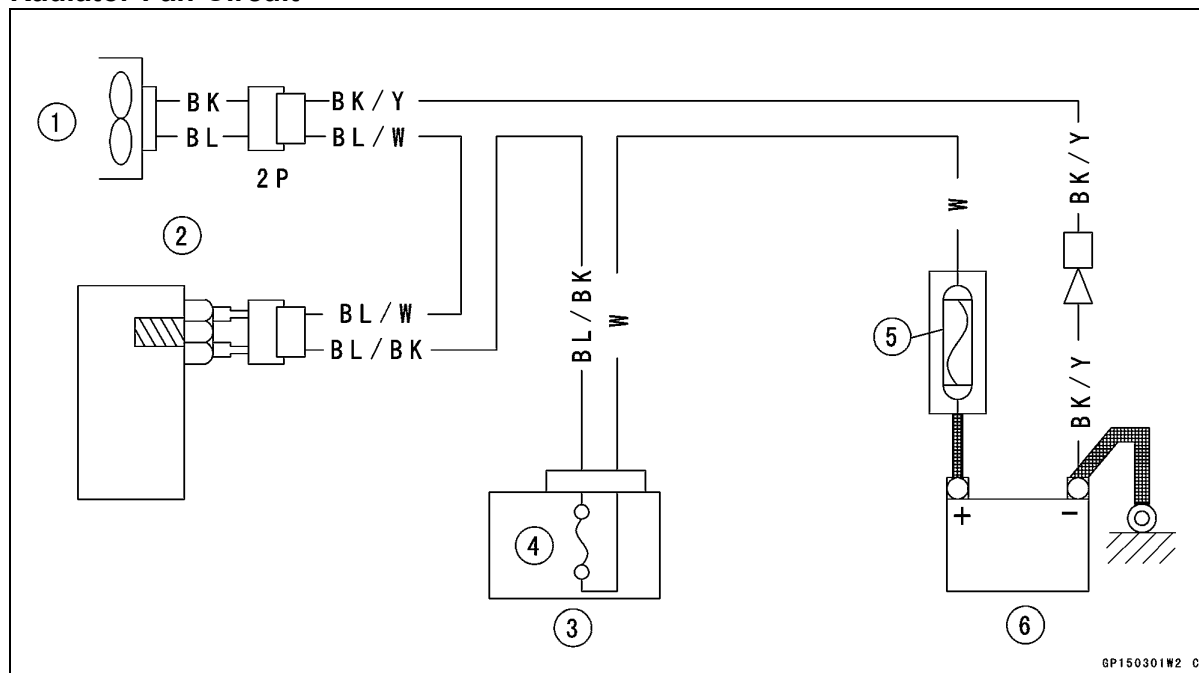 Radiator Fan Circuit
1
BK
BK/Y
BL
BL/W
2P
2
BK/Y
W
BL/BK
W
BL/W
BL/BK
5
BK/Y
4
+
-
3
6
GP150301W2 C